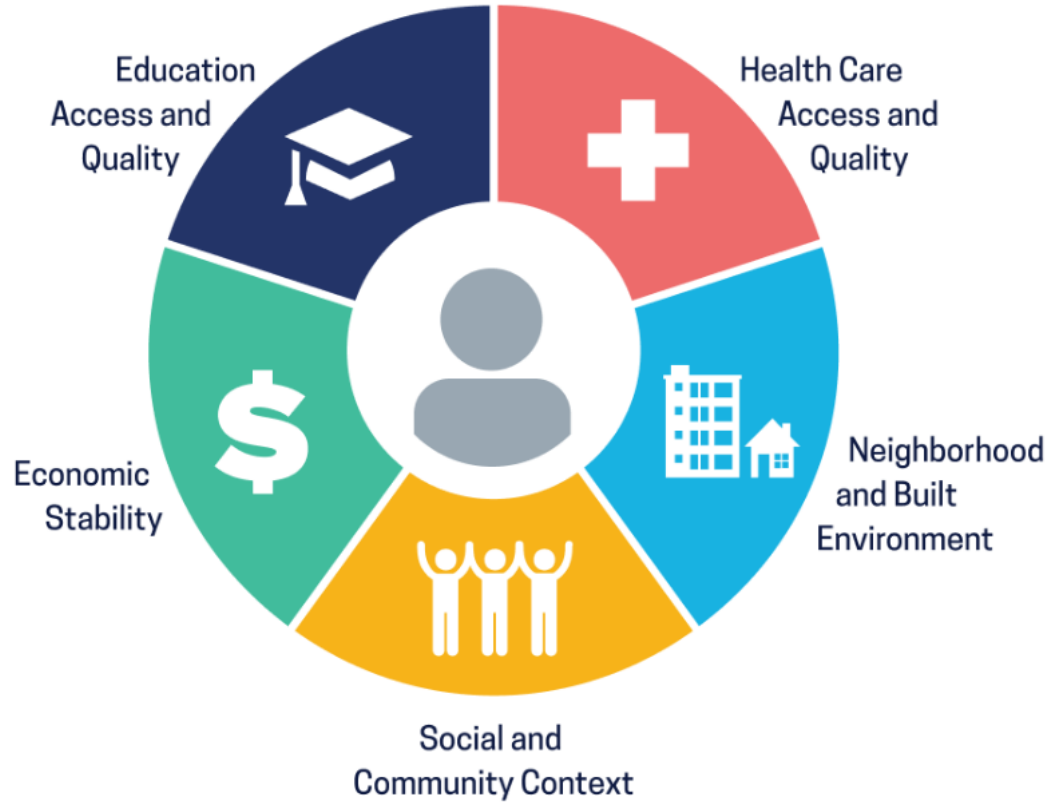 Education
Access and
Quality
Health Care
Access and
Quality
Economic
Stability
Neighborhood
and Built
Environment
Social and
Community Context